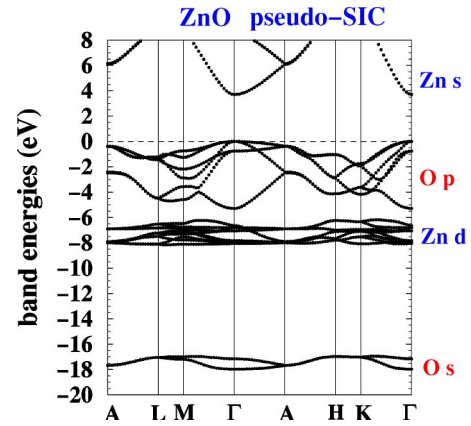 ZnO pseudo-SIC
band energies (eV)
8
6
4
2
0
−2
−4
−6
−8
−10
−12
−14
−16
−18
−20
Zn s
O p
Zn d
O s
A L M Γ A H K Γ